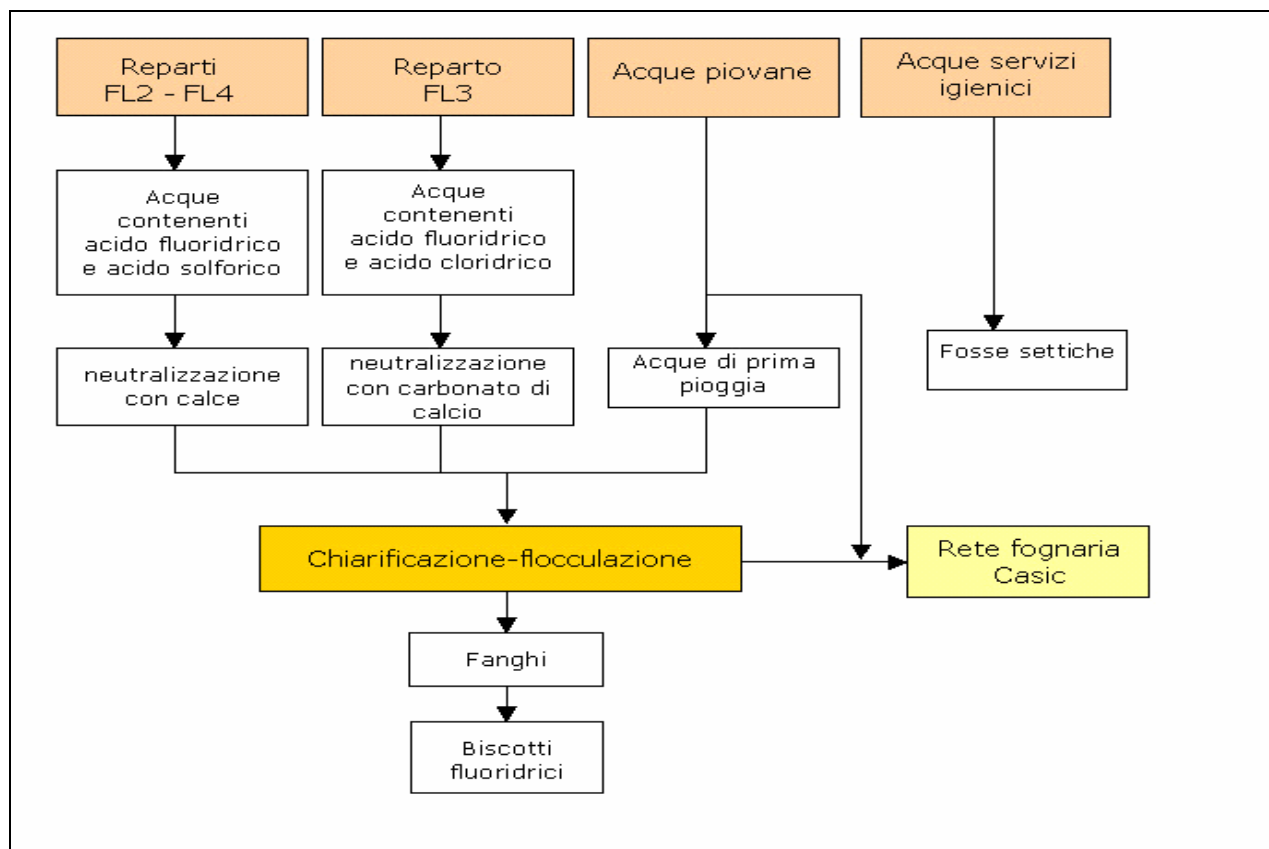 Reparti
FL2 - FL4
Reparto
FL3
Acque piovane
Acque servizi
igienici
Acque
contenenti
acido fluoridrico
e acido solforico
Acque
contenenti
acido fluoridrico
e acido cloridrico
neutralizzazione
con calce
neutralizzazione
con carbonato di
calcio
Acque di prima
pioggia
Fosse settiche
Chiarificazione-flocculazione
Rete fognaria
Casic
Fanghi
Biscotti
fluoridrici